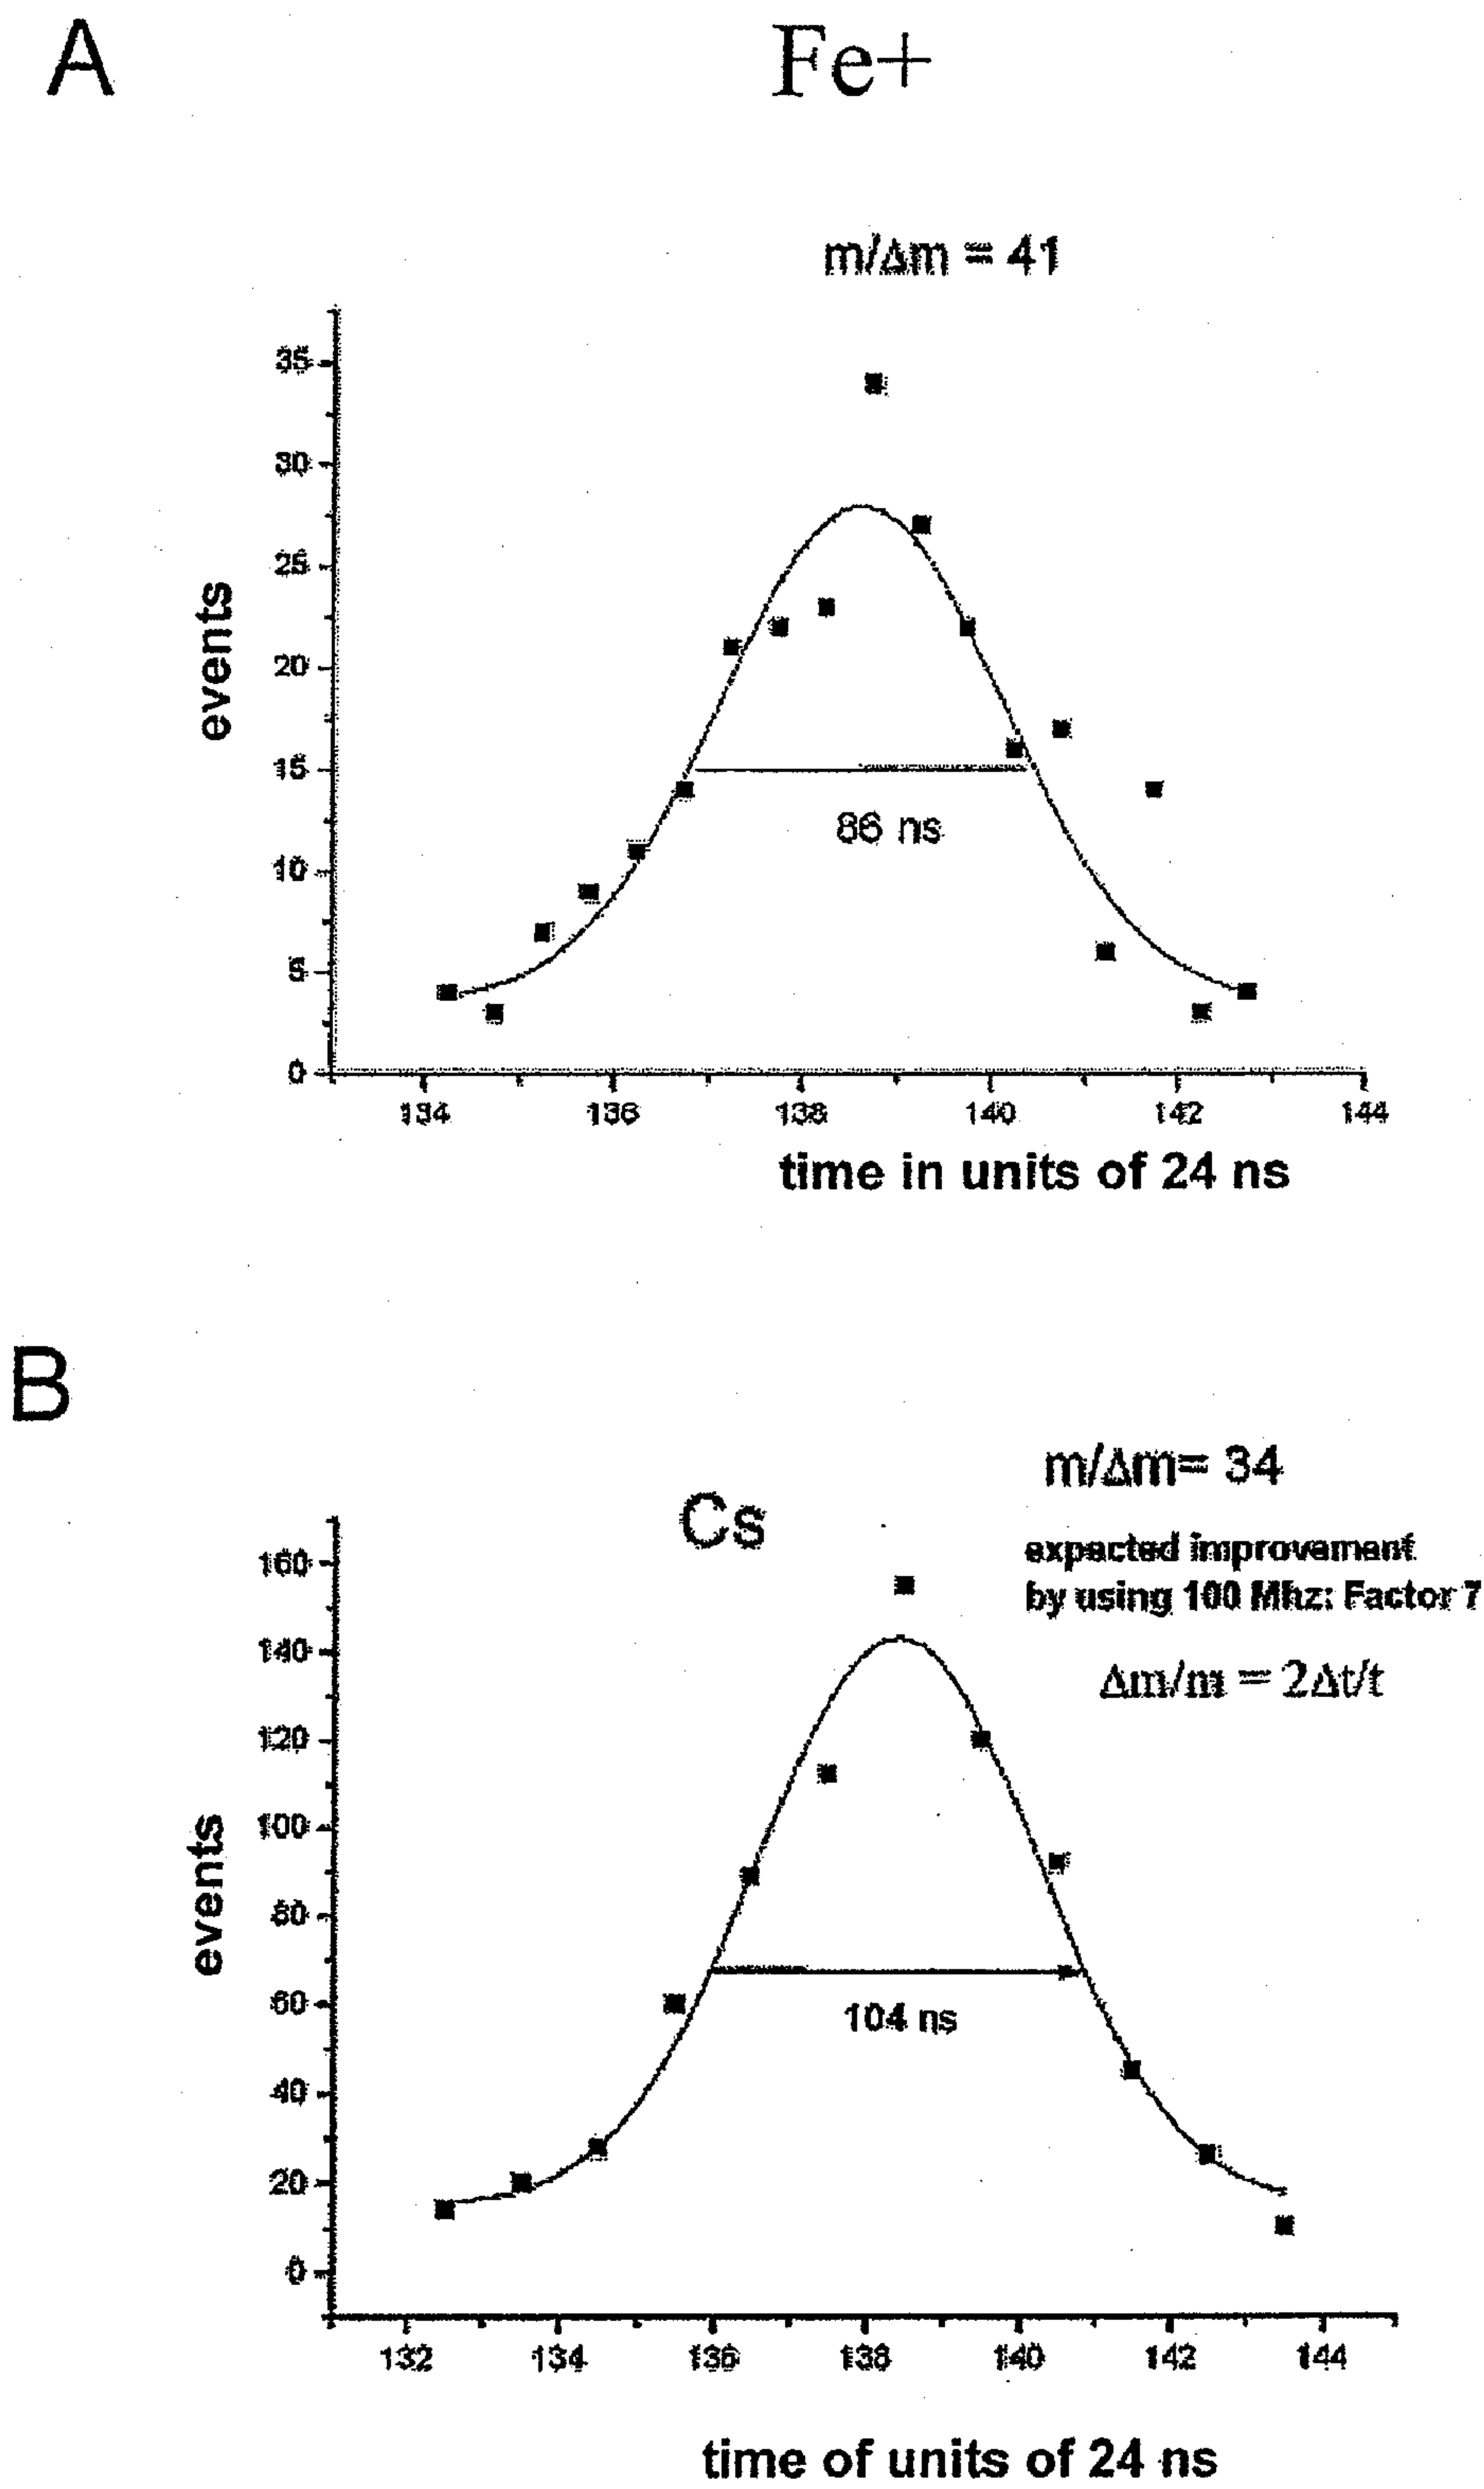 A
Fe+
m/Δm = 41
35
30
25
20
15
10
5
0
events
86 ns
134 136 138 140 142 144
time in units of 24 ns
B
m/Δm= 34
Cs
expected improvement
by using 100 Mhz: Factor 7
Δm/m = 2Δt/t
160
140
120
100
80
60
40
20
0
events
104 ns
132 134 136 138 140 142 144
time of units of 24 ns